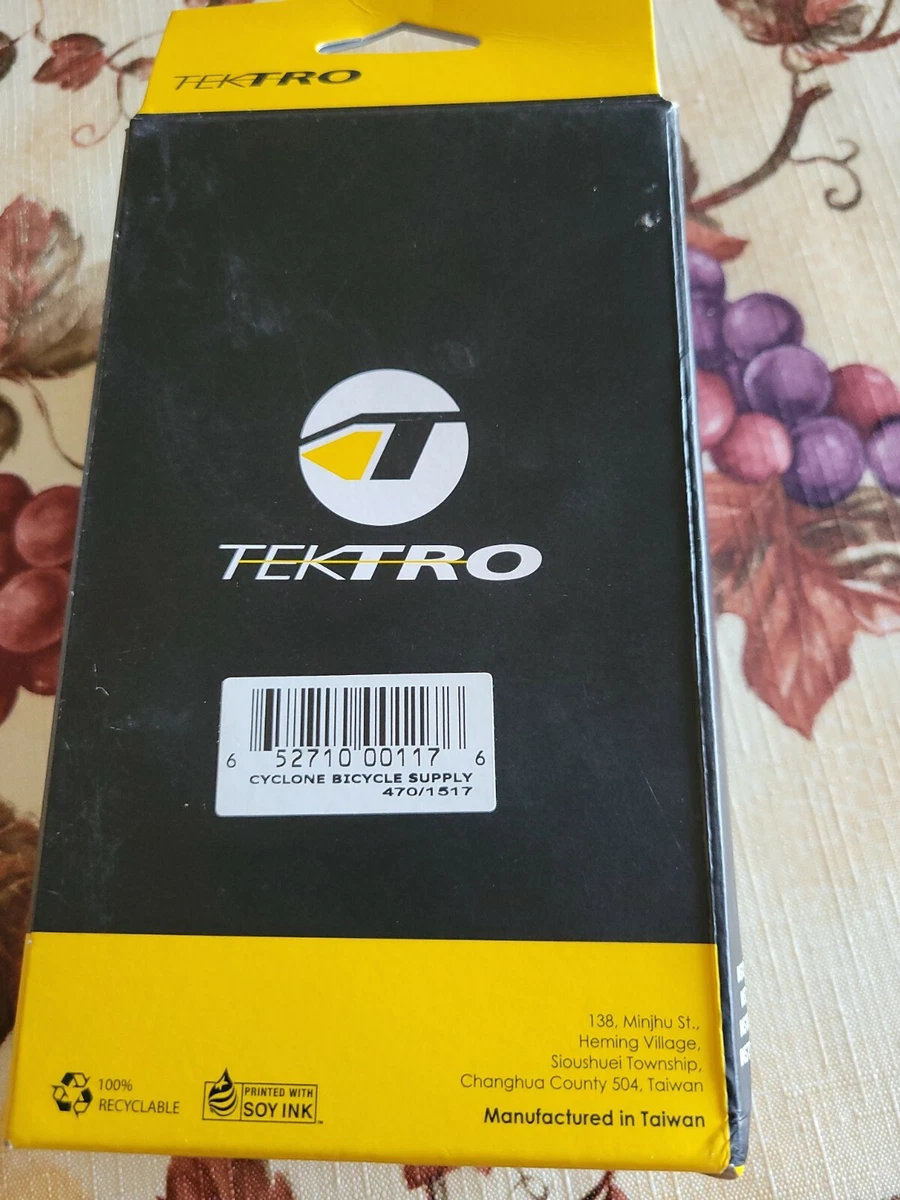 TEKTRO
TEKTRO
6 52710 00117 6
CYCLONE BICYCLE SUPPLY
470/1517
138, Minjhu St.,
Heming Village,
Sioushuei Township,
Changhua County 504, Taiwan
Manufactured in Taiwan
100%
RECYCLABLE
PRINTED WITH
SOY INK™